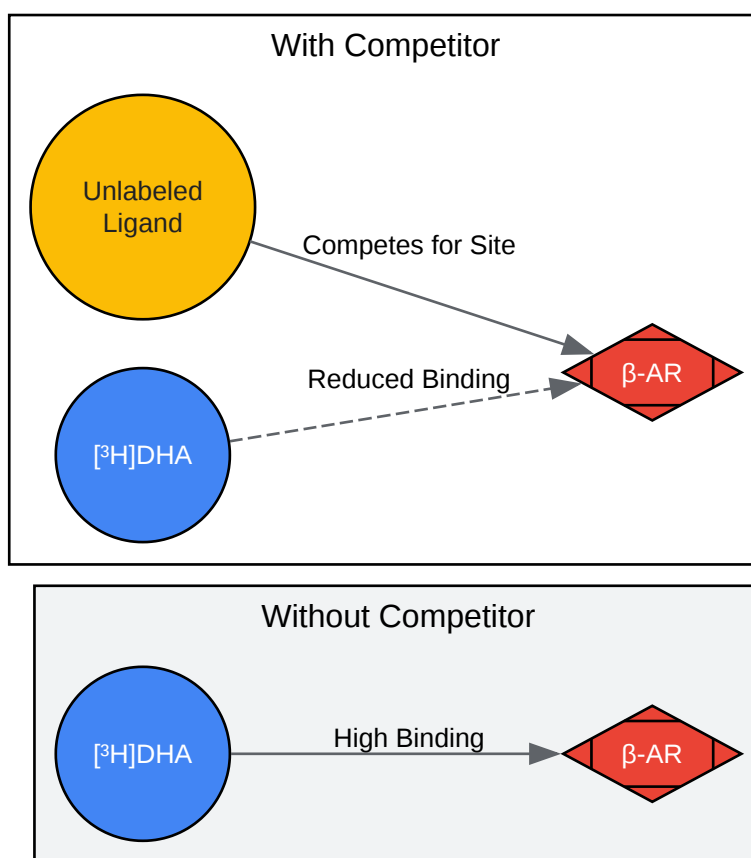 With Competitor
Unlabeled
Ligand
Competes for Site
Reduced Binding
β-AR
[³H]DHA
Without Competitor
[³H]DHA
High Binding
β-AR